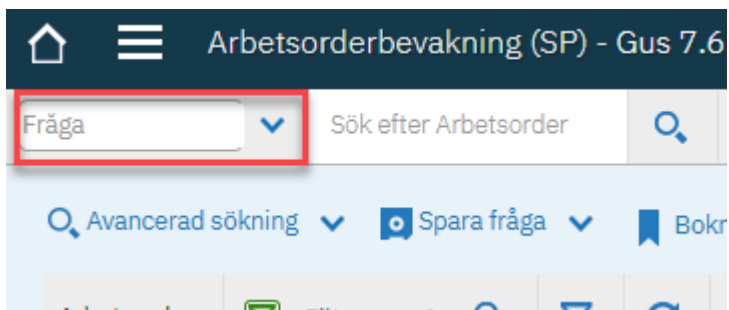 Arbetsorderbevakning (SP) - Gus 7.6
Fråga Sök efter Arbetsorder
Avancerad sökning Spara fråga Bokr